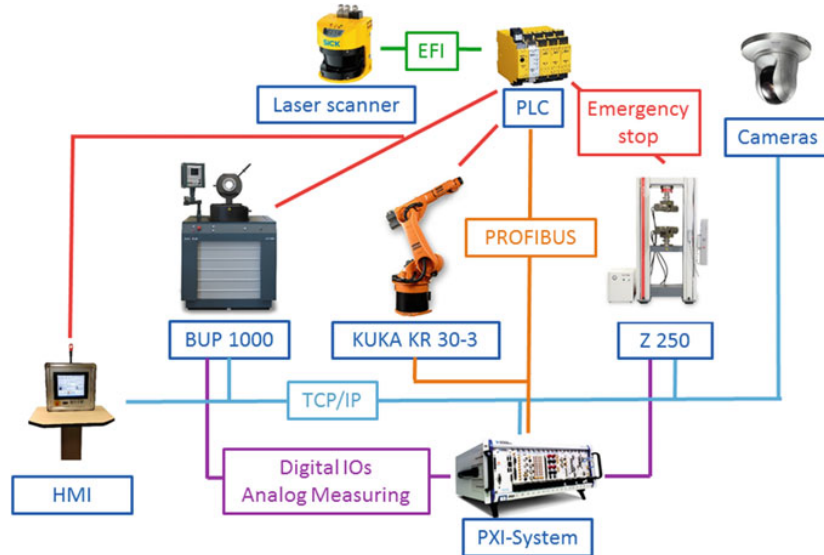 SICK
EFI
Laser scanner
PLC
Emergency
stop
Cameras
PROFIBUS
BUP 1000
KUKA KR 30-3
Z 250
TCP/IP
HMI
Digital IOs
Analog Measuring
PXI-System